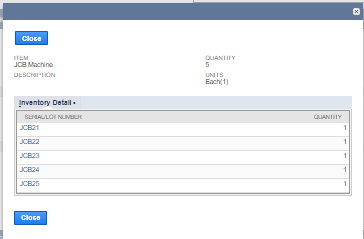 Close
ITEM
JCB Machine
QUANTITY
5
DESCRIPTION
UNITS
Each(1)
Inventory Detail •
SERIAL/LOT NUMBER QUANTITY
JCB21 1
JCB22 1
JCB23 1
JCB24 1
JCB25 1
Close